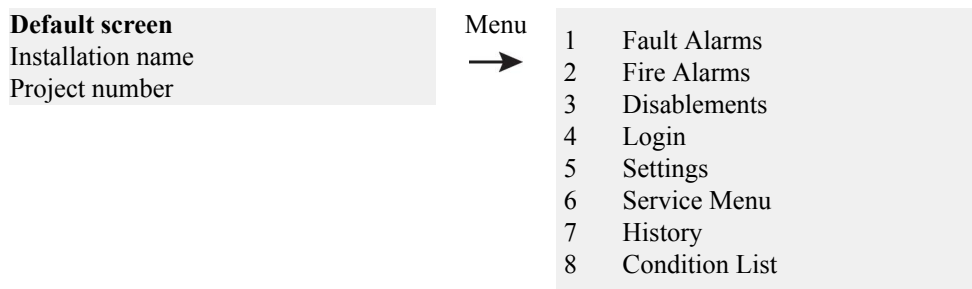 Default screen
Installation name
Project number
Menu
1 Fault Alarms
2 Fire Alarms
3 Disablements
4 Login
5 Settings
6 Service Menu
7 History
8 Condition List